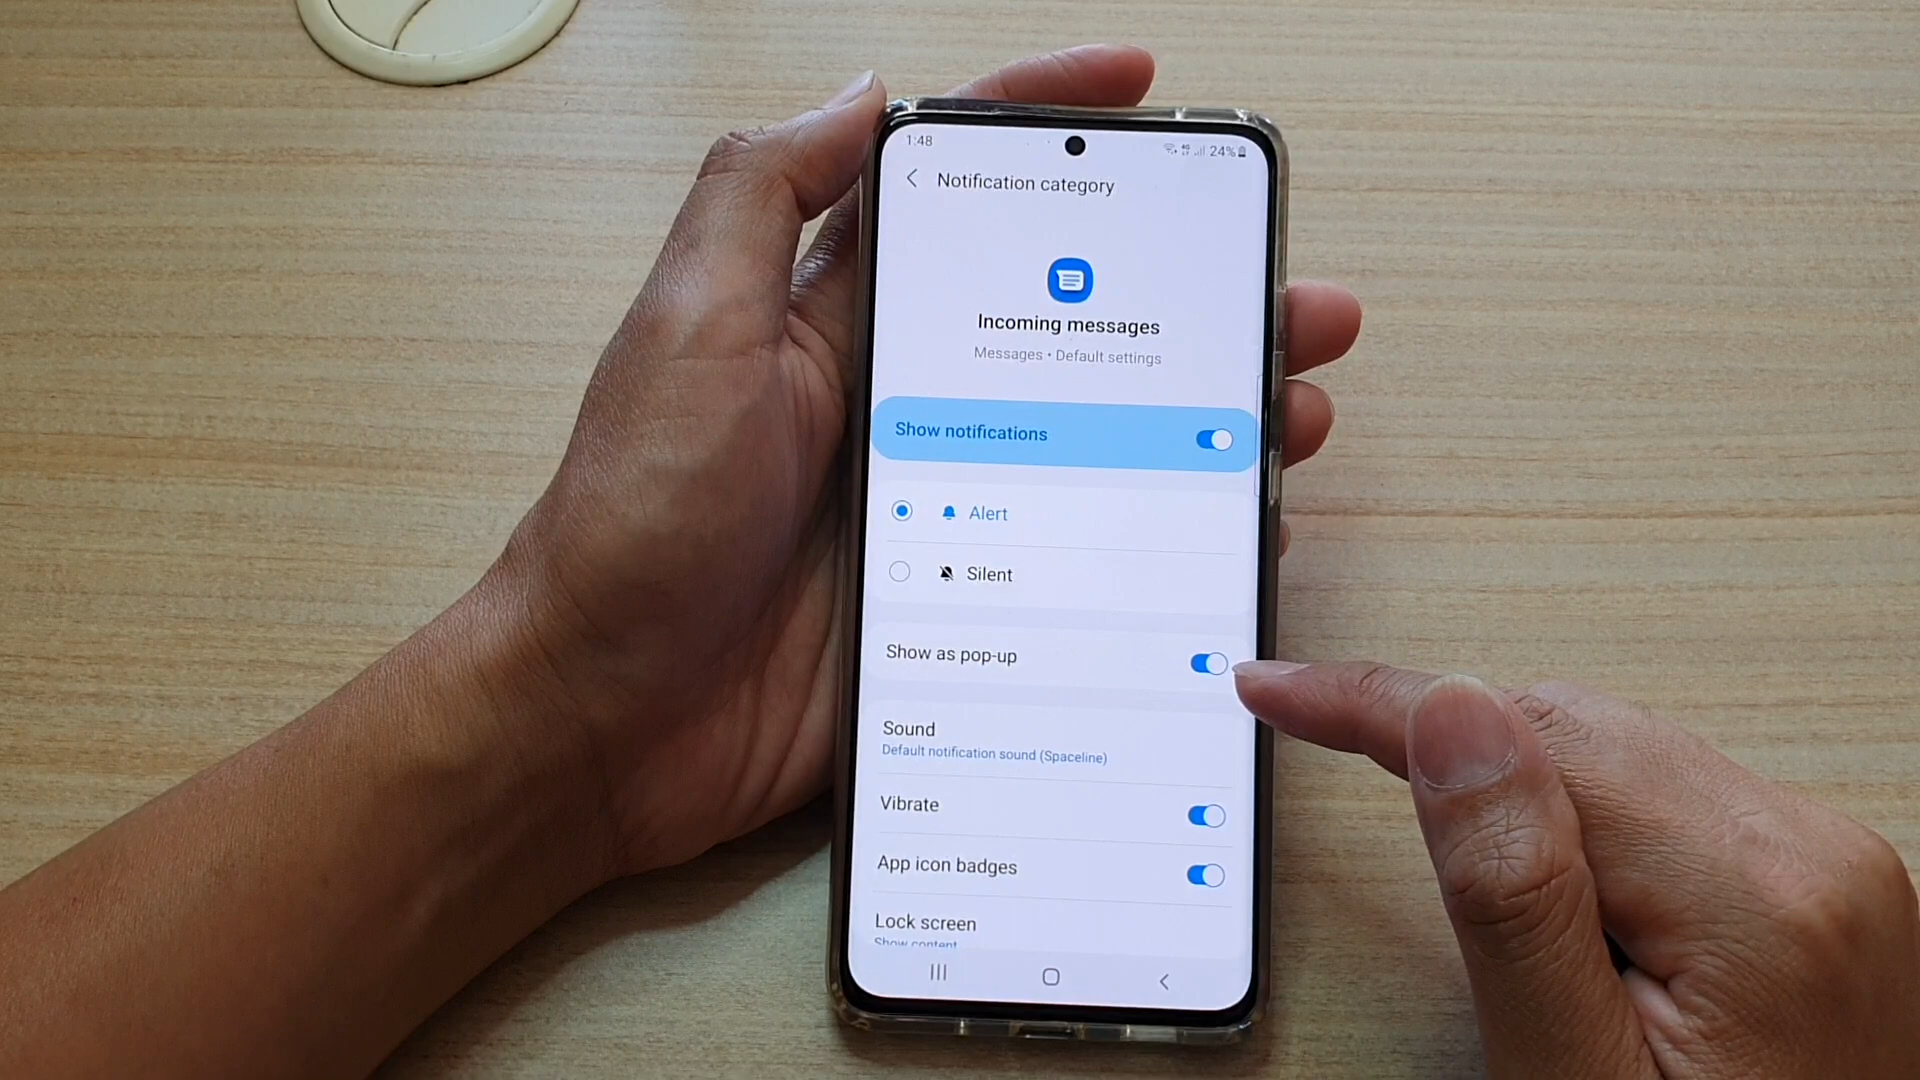 1:48
24%
Notification category
Incoming messages
Messages • Default settings
Show notifications
Alert
Silent
Show as pop-up
Sound
Default notification sound (Spaceline)
Vibrate
App icon badges
Lock screen
Show content